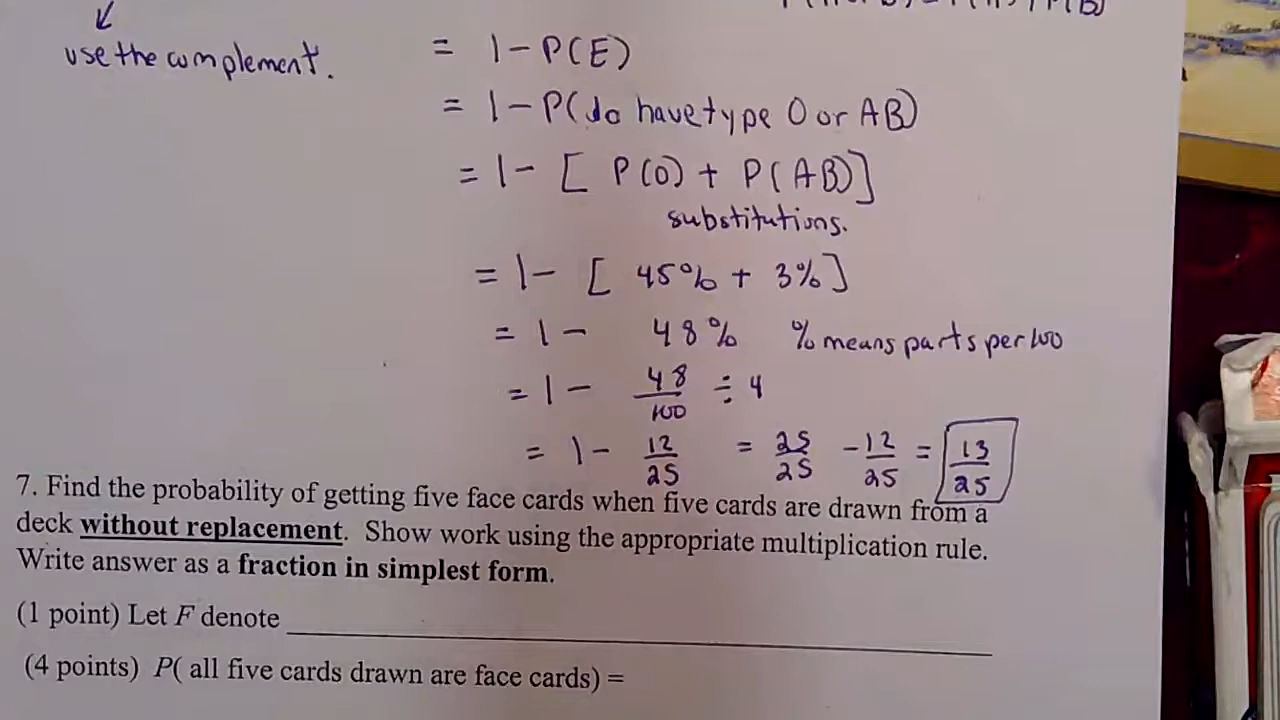 use the complement.
= 1 - P(E)
= 1 - P(do have type O or AB)
= 1 - [ P(O) + P(AB)]
substitutions.
= 1 - [ 45% + 3% ]
= 1 - 48% % means parts per 100
= 1 - 48/100 ÷ 4
= 1 - 12/25 = 25/25 - 12/25 = 13/25
7. Find the probability of getting five face cards when five cards are drawn from a
deck without replacement. Show work using the appropriate multiplication rule.
Write answer as a fraction in simplest form.
(1 point) Let F denote
(4 points) P( all five cards drawn are face cards) =